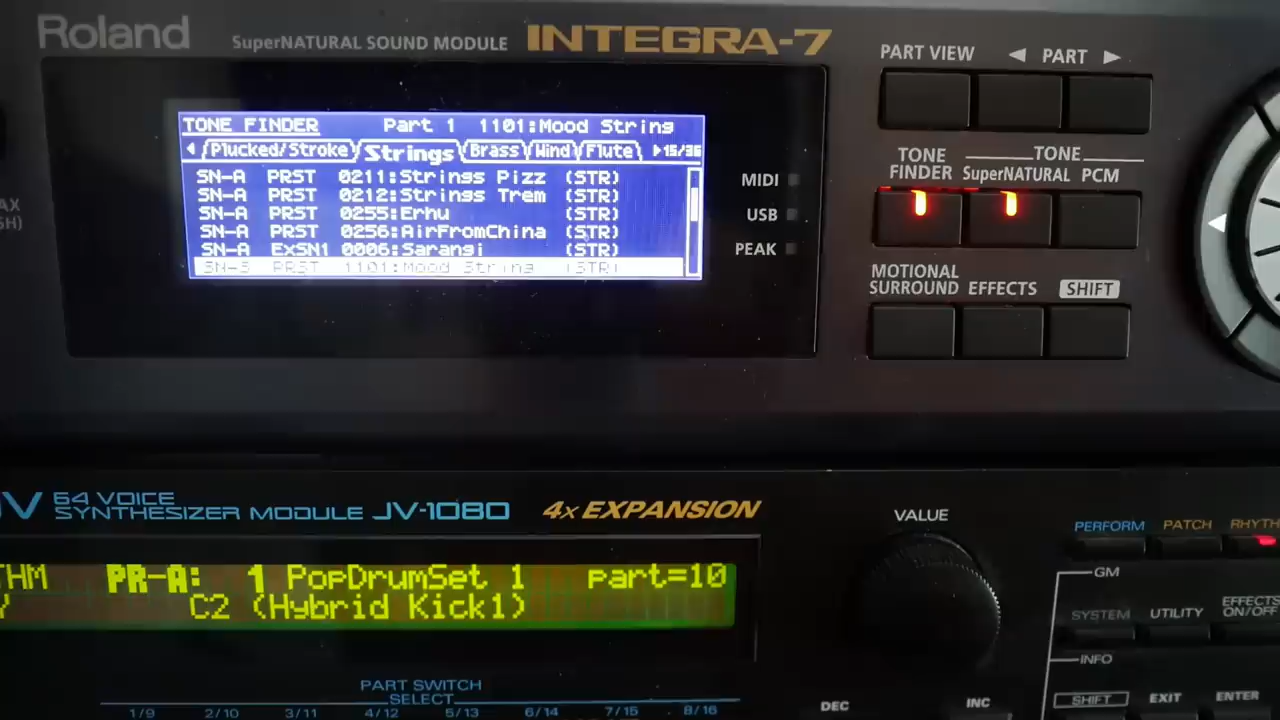 Roland
SuperNATURAL SOUND MODULE INTEGRA-7
PART VIEW ◀ PART ▶
TONE FINDER Part 1 1101:Mood String
Plucked/Stroke Strings Brass Wind Flute 15/36
SN-A PRST 0211:Strings Pizz (STR)
SN-A PRST 0212:Strings Trem (STR)
SN-A PRST 0255:Erhu (STR)
SN-A PRST 0256:AirFromChina (STR)
SN-A ExSN1 0006:Sarangi (STR)
SN-S PRST 1101:Mood String (STR)
MIDI
USB
PEAK
TONE
FINDER
TONE
SuperNATURAL PCM
MOTIONAL
SURROUND
EFFECTS
SHIFT
64 VOICE
SYNTHESIZER MODULE JV-1080
4x EXPANSION
VALUE
PERFORM PATCH RHYTH
PR-A: 1 PopDrumSet 1 part=10
C2 (Hybrid Kick1)
GM
SYSTEM UTILITY
EFFECTS
ON/OFF
INFO
SHIFT EXIT ENTER
PART SWITCH
SELECT
1/9 2/10 3/11 4/12 5/13 6/14 7/15 8/16
DEC INC